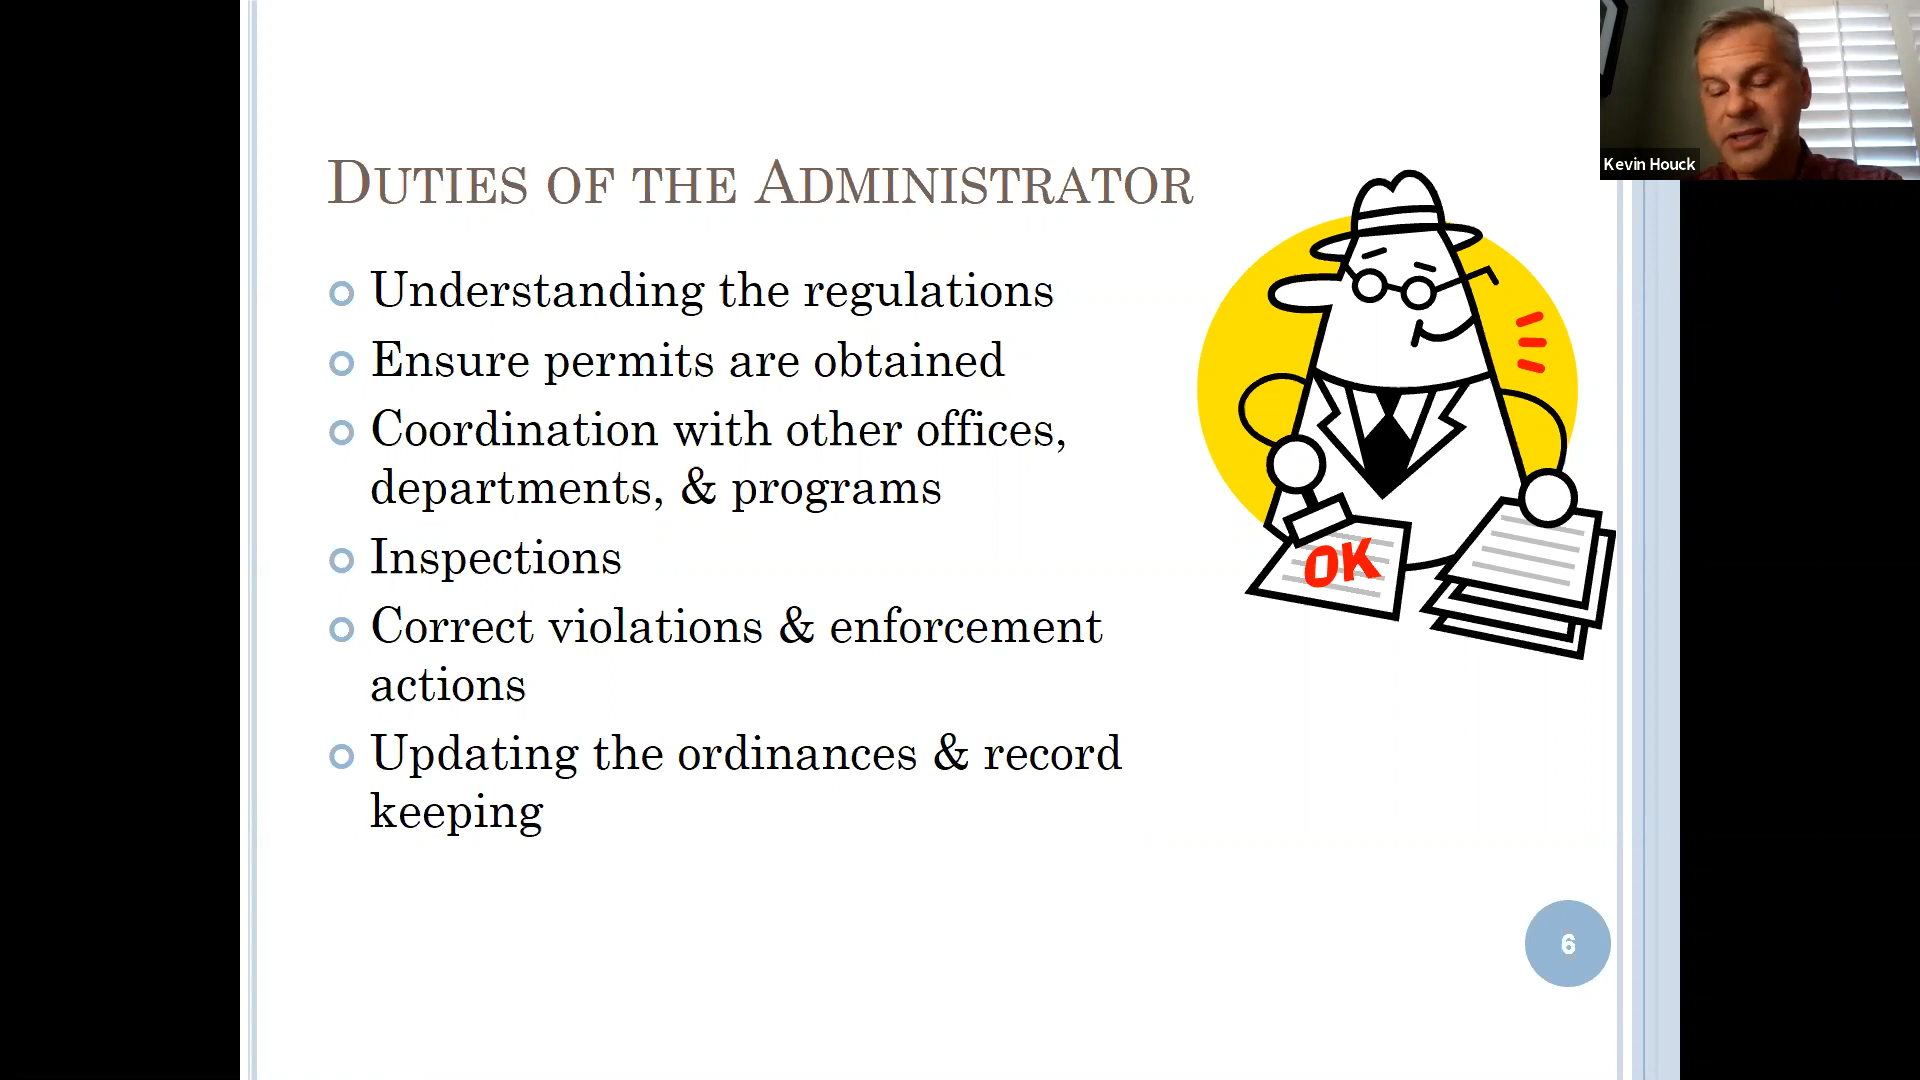 Kevin Houck
DUTIES OF THE ADMINISTRATOR
Understanding the regulations
Ensure permits are obtained
Coordination with other offices,
departments, & programs
Inspections
Correct violations & enforcement
actions
Updating the ordinances & record
keeping
OK
6